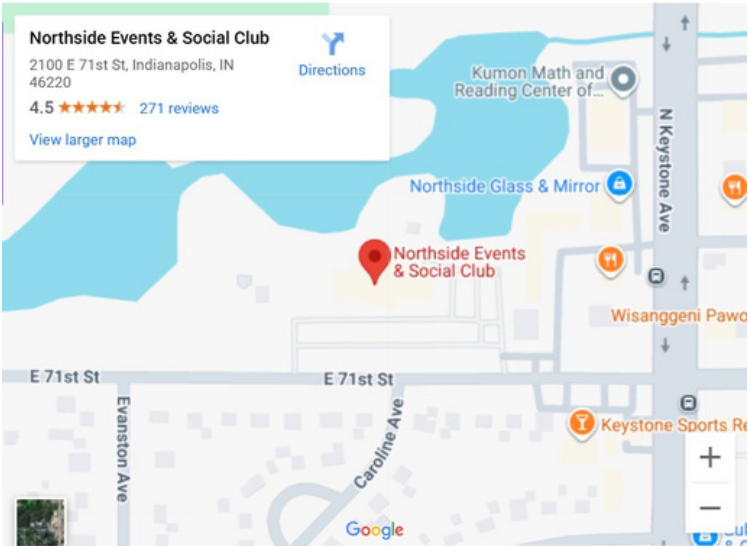 Northside Events & Social Club
2100 E 71st St, Indianapolis, IN
46220
4.5
271 reviews
View larger map
Directions
Kumon Math and
Reading Center of...
N Keystone Ave
Northside Glass & Mirror
Northside Events
& Social Club
Wisanggeni Pawo
E 71st St
E 71st St
Evanston Ave
Caroline Ave
Keystone Sports Re
+
−
Google